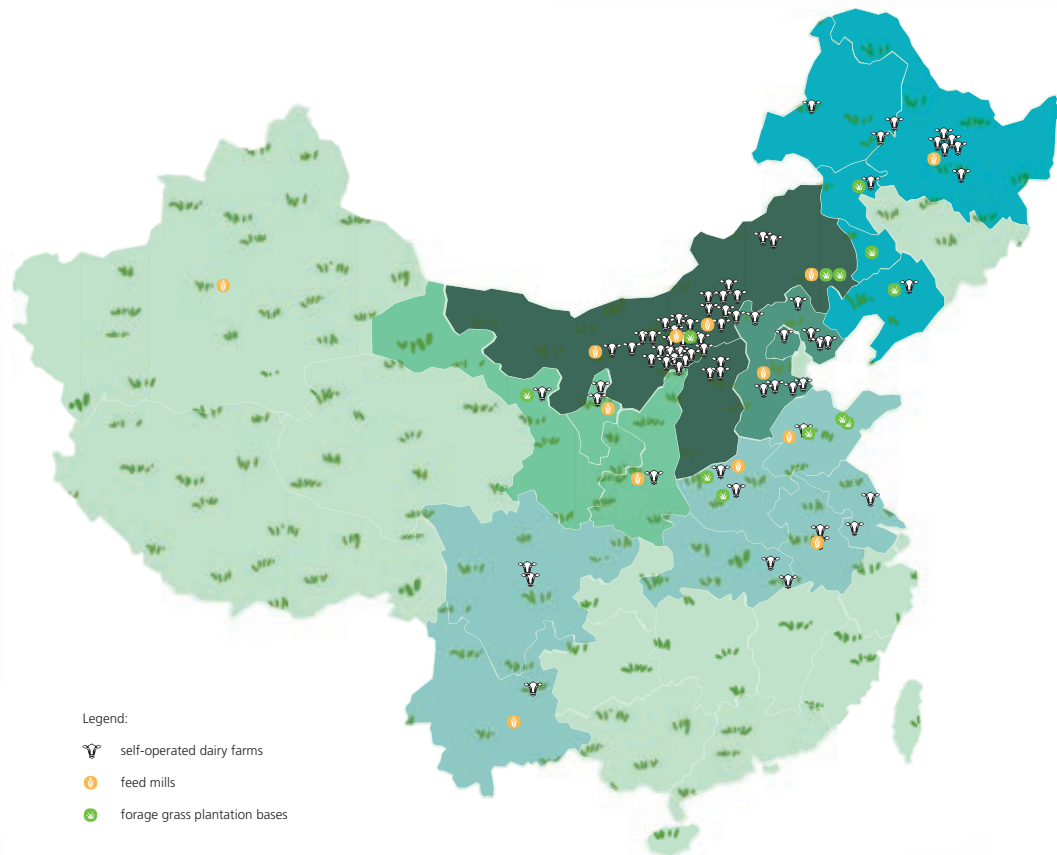 Legend:
self-operated dairy farms
feed mills
forage grass plantation bases